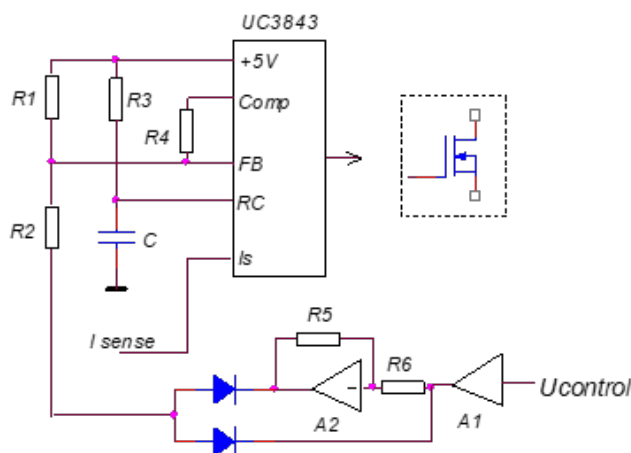 UC3843
+5V
R1
R3
Comp
R4
FB
RC
R2
C
Is
I sense
R5
R6
Ucontrol
A2
A1